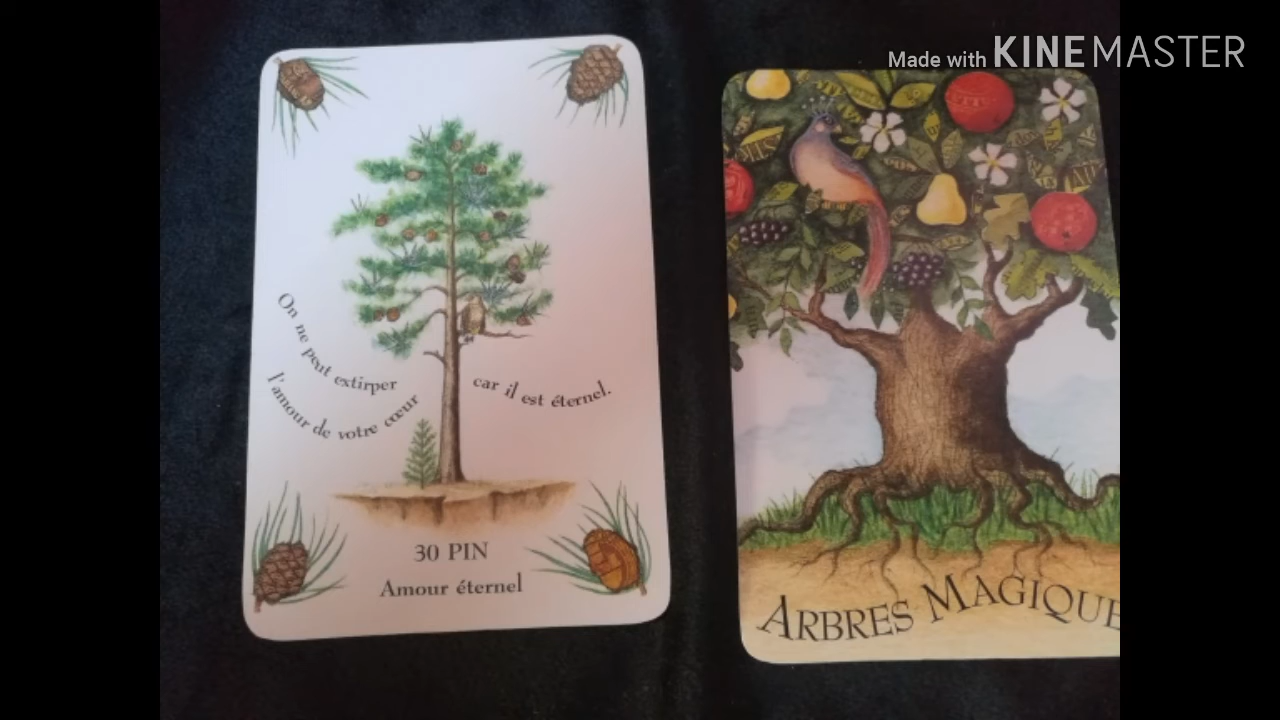 Made with KINEMASTER
On ne peut extirper
l'amour de votre cœur
car il est éternel.
30 PIN
Amour éternel
ARBRES MAGIQUE